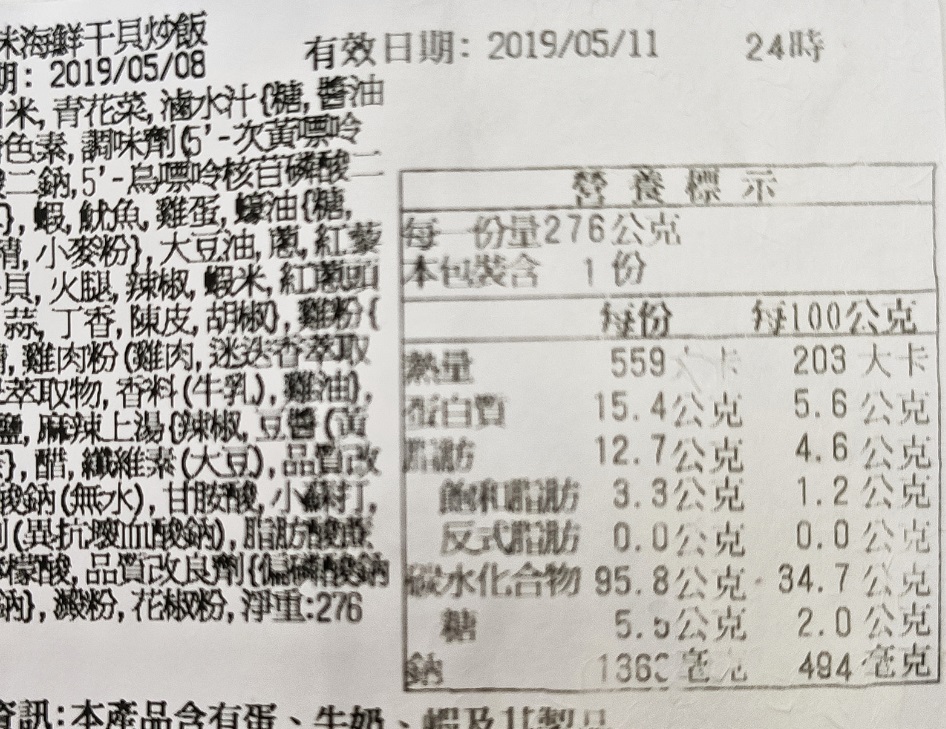 味海鮮干貝炒飯
期: 2019/05/08
有效日期: 2019/05/11 24時
米, 青花菜, 滷水汁{糖, 醬油
色素, 調味劑(5'-次黃嘌呤
二鈉, 5'-鳥嘌呤核苷磷酸二
}, 蝦, 魷魚, 雞蛋, 蠔油{糖,
精, 小麥粉}, 大豆油, 蔥, 紅藜
貝, 火腿, 辣椒, 蝦米, 紅蔥頭
蒜, 丁香, 陳皮, 胡椒}, 雞粉{
雞肉粉(雞肉, 迷迭香萃取
萃取物, 香料(牛乳), 雞油},
鹽, 麻辣上湯{辣椒, 豆醬(黃
}, 醋, 纖維素(大豆), 品質改
酸鈉(無水), 甘胺酸, 小蘇打,
(異抗壞血酸鈉), 脂肪酸蔗
檸檬酸, 品質改良劑{偏磷酸鈉
鈉}, 澱粉, 花椒粉, 淨重:276
營養標示
每一份量276公克
本包裝含 1 份
每份 每100公克
熱量 559大卡 203 大卡
蛋白質 15.4公克 5.6 公克
脂肪 12.7公克 4.6 公克
飽和脂肪 3.3公克 1.2 公克
反式脂肪 0.0公克 0.0 公克
碳水化合物 95.8公克 34.7 公克
糖 5.5公克 2.0 公克
鈉 毫克 494 毫克
資訊:本產品含有蛋、牛奶、蝦及其製品